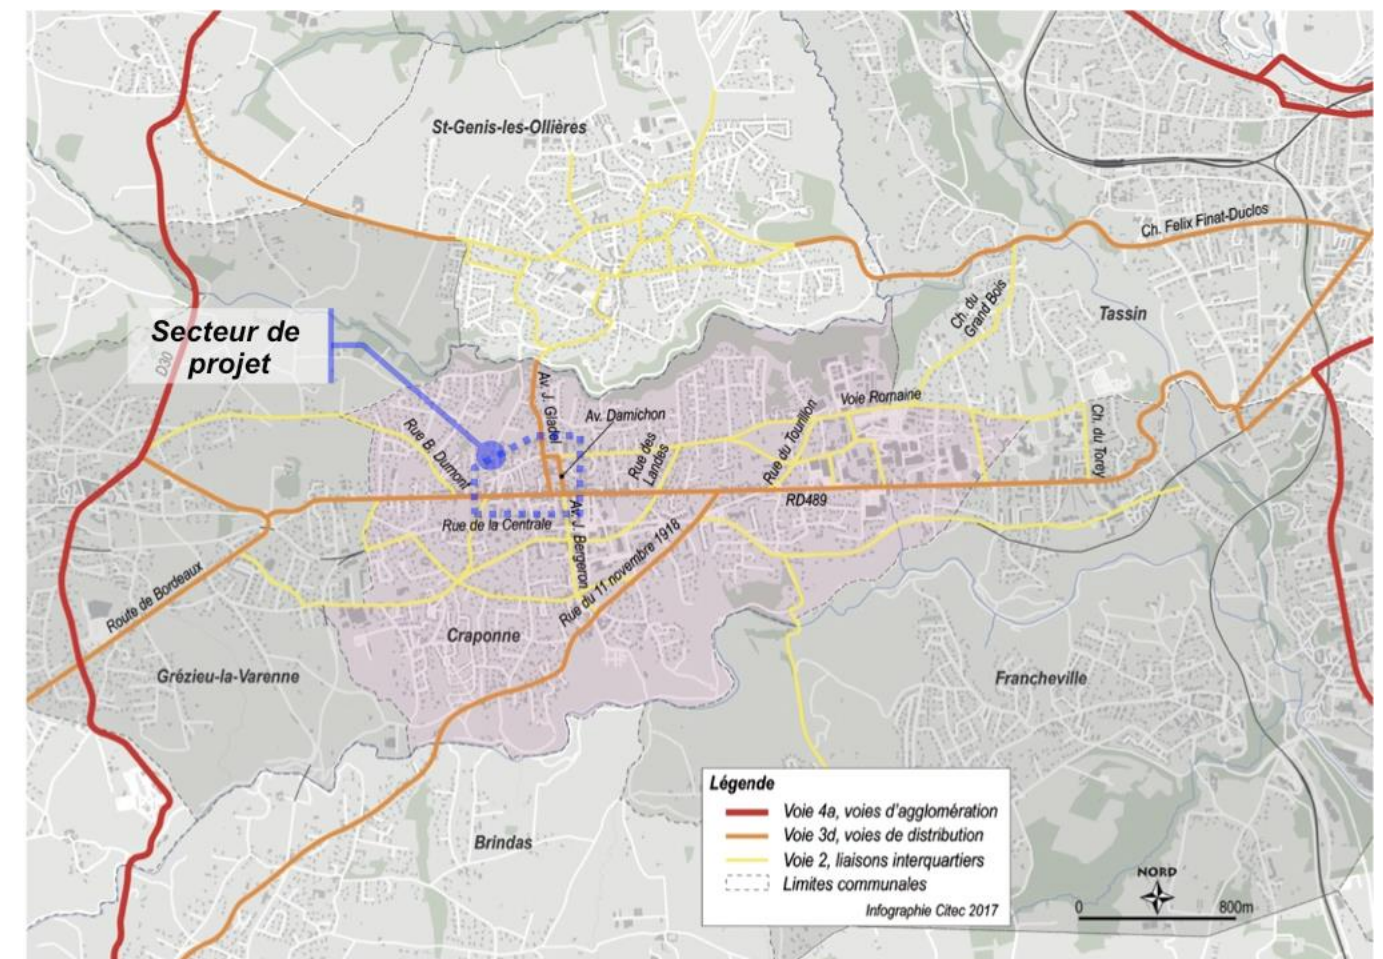 St-Genis-les-Ollières
Ch. Felix Finat-Duclos
Ch. du
Grand Bois
Tassin
Secteur de
projet
D30
Av. J. Gladel
Av. Damichon
Voie Romaine
Rue B. Dumont
Rue des
Landes
Rue du Tourillon
Ch. du Torey
RD489
Rue de la Centrale
Av. J. Bergeron
Rue du 11 novembre 1918
Route de Bordeaux
Craponne
Grézieu-la-Varenne
Francheville
Brindas
Légende
Voie 4a, voies d'agglomération
Voie 3d, voies de distribution
Voie 2, liaisons interquartiers
Limites communales
Infographie Citec 2017
NORD
0 800m